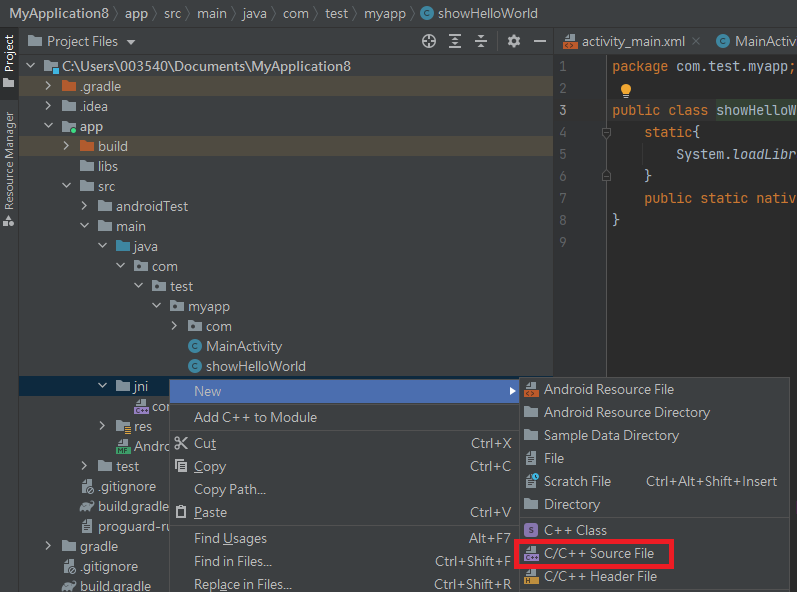 MyApplication8 app src main java com test myapp showHelloWorld
Project
Resource Manager
Project Files
C:\Users\003540\Documents\MyApplication8
.gradle
.idea
app
build
libs
src
androidTest
main
java
com
test
myapp
com
MainActivity
showHelloWorld
jni
con
res
Andro
test
.gitignore
build.gradle
proguard-ru
gradle
.gitignore
build.gradle
activity_main.xml MainActiv
1 package com.test.myapp;
2
3 public class showHelloW
4 static{
5 System.loadLibr
6 }
7 public static nativ
8 }
9
New
Add C++ to Module
Cut Ctrl+X
Copy Ctrl+C
Copy Path...
Paste Ctrl+V
Find Usages Alt+F7
Find in Files... Ctrl+Shift+F
Replace in Files... Ctrl+Shift+R
Android Resource File
Android Resource Directory
Sample Data Directory
File
Scratch File Ctrl+Alt+Shift+Insert
Directory
C++ Class
C/C++ Source File
C/C++ Header File